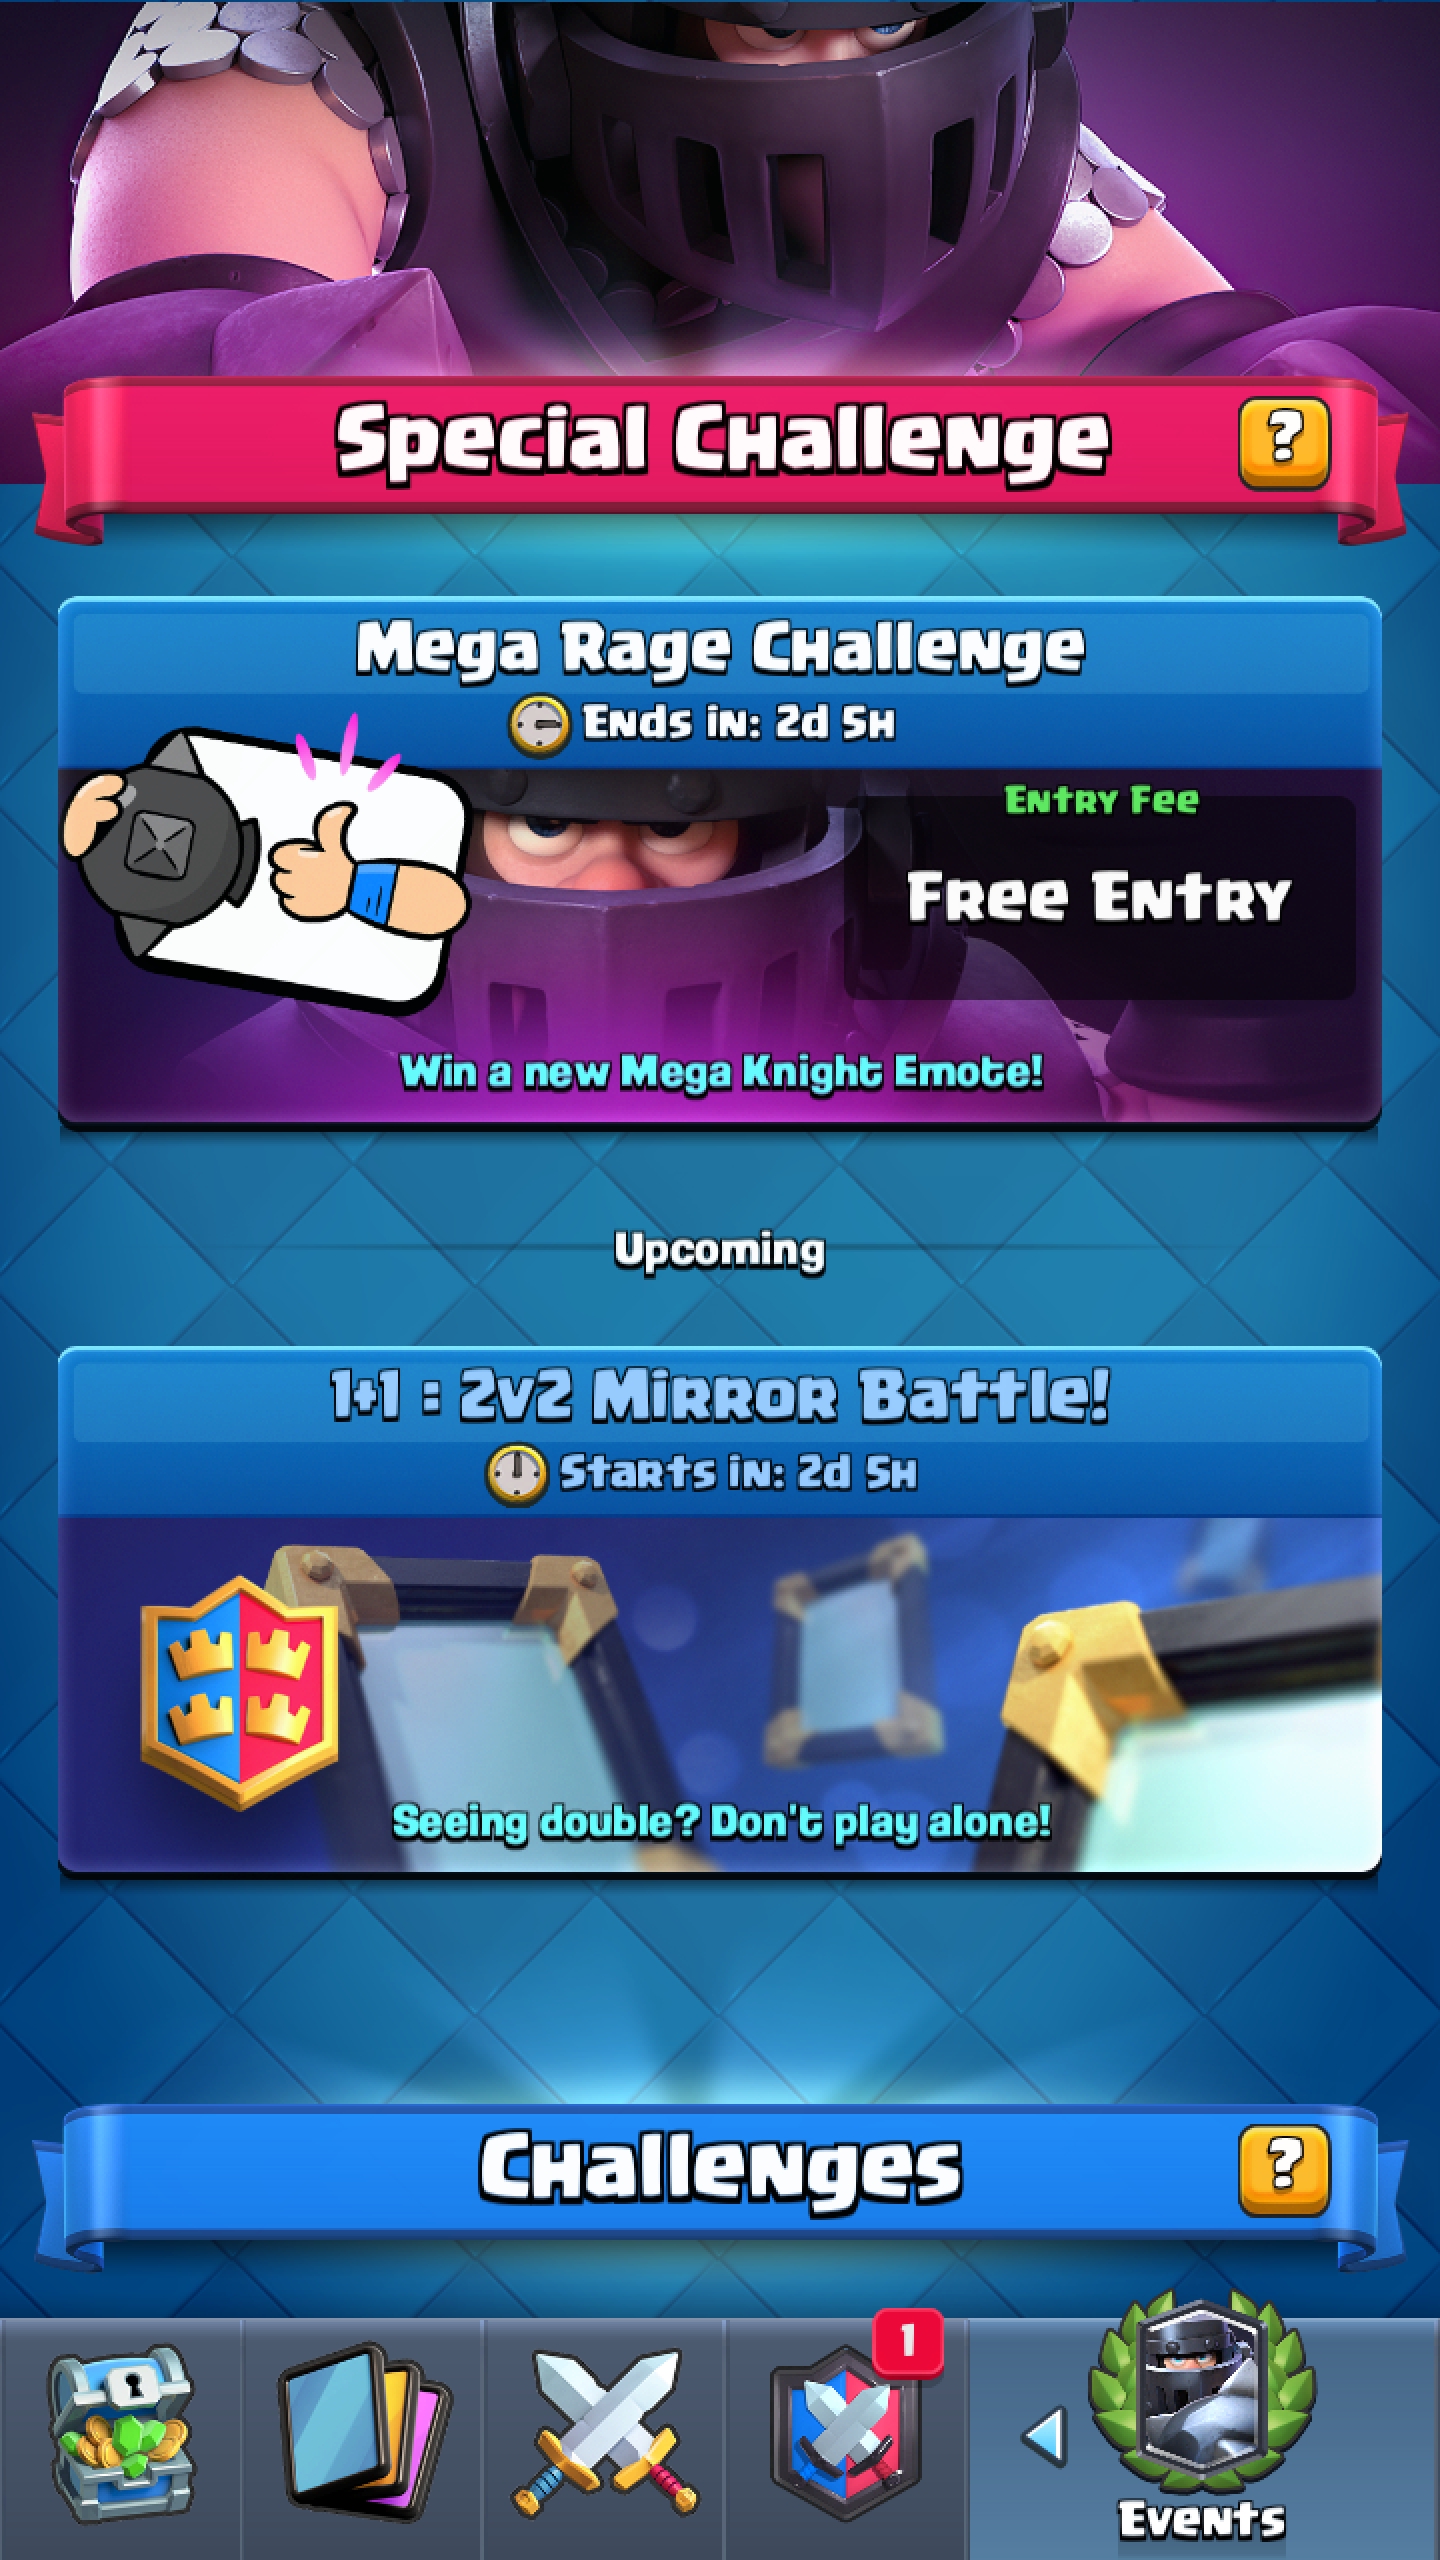 Special Challenge
?
Mega Rage Challenge
Ends in: 2d 5h
Entry Fee
Free Entry
Win a new Mega Knight Emote!
Upcoming
1+1 : 2v2 Mirror Battle!
Starts in: 2d 5h
Seeing double? Don't play alone!
Challenges
?
1
Events